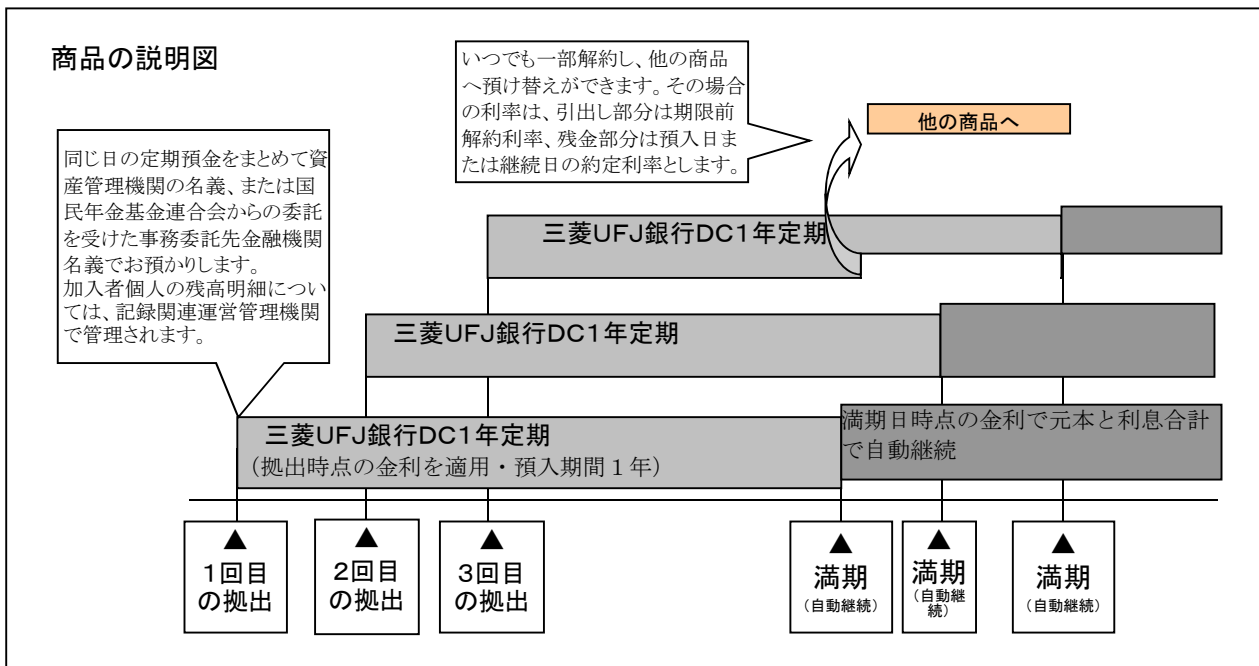 商品の説明図
いつでも一部解約し、他の商品
へ預け替えができます。その場合
の利率は、引出し部分は期限前
解約利率、残金部分は預入日ま
たは継続日の約定利率とします。
他の商品へ
同じ日の定期預金をまとめて資
産管理機関の名義、または国
民年金基金連合会からの委託
を受けた事務委託先金融機関
名義でお預かりします。
加入者個人の残高明細につい
ては、記録関連運営管理機関
で管理されます。
三菱UFJ銀行DC1年定期
三菱UFJ銀行DC1年定期
三菱UFJ銀行DC1年定期
(拠出時点の金利を適用・預入期間1年)
満期日時点の金利で元本と利息合計
で自動継続
▲
1回目
の拠出
▲
2回目
の拠出
▲
3回目
の拠出
▲
満期
(自動継続)
▲
満期
(自動継
続)
▲
満期
(自動継続)